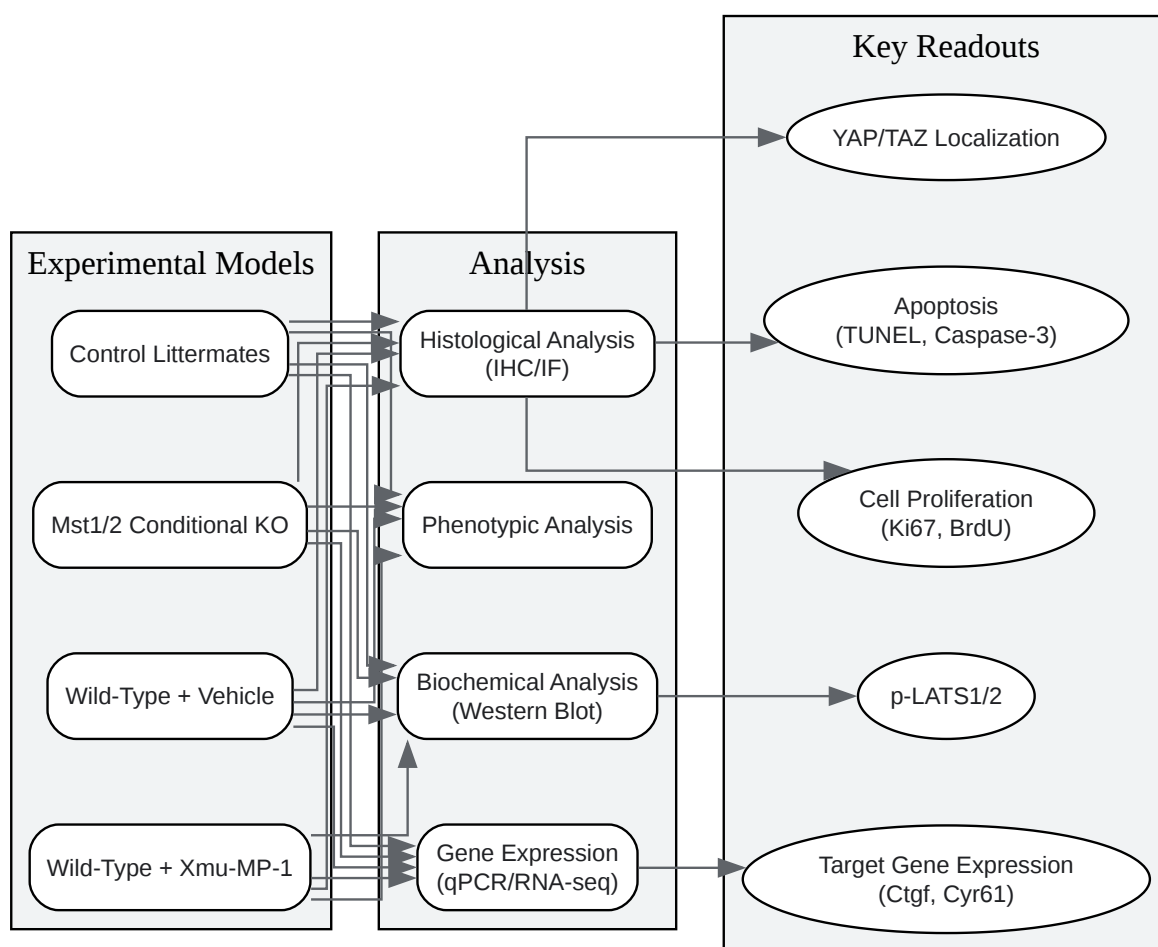 Key Readouts
YAP/TAZ Localization
Experimental Models
Analysis
Control Littermates
Histological Analysis
(IHC/IF)
Apoptosis
(TUNEL, Caspase-3)
Mst1/2 Conditional KO
Phenotypic Analysis
Cell Proliferation
(Ki67, BrdU)
Wild-Type + Vehicle
Biochemical Analysis
(Western Blot)
p-LATS1/2
Wild-Type + Xmu-MP-1
Gene Expression
(qPCR/RNA-seq)
Target Gene Expression
(Ctgf, Cyr61)